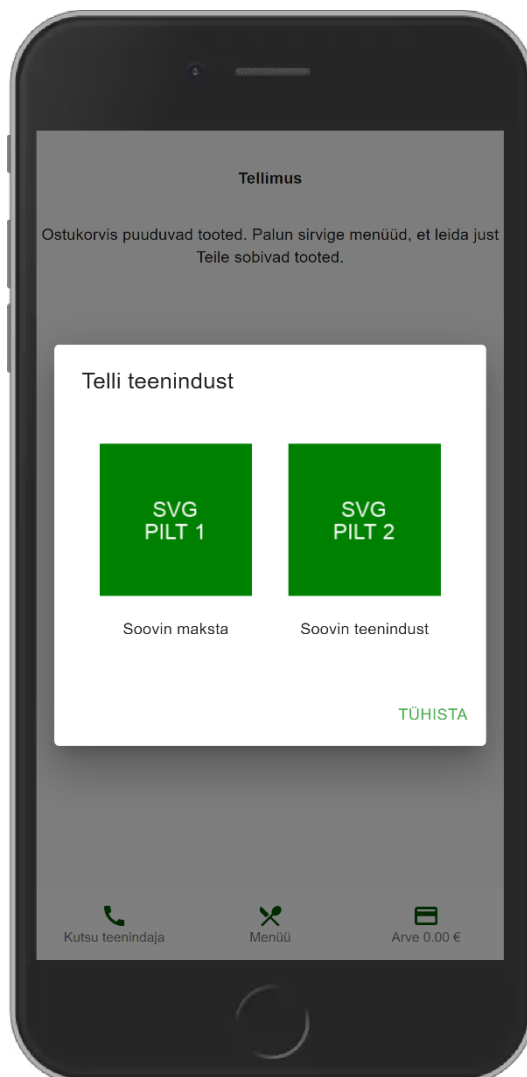 Tellimus
Ostukorvis puuduvad tooted. Palun sirvige menüüd, et leida just
Teile sobivad tooted.
Telli teenindust
SVG
PILT 1
SVG
PILT 2
Soovin maksta
Soovin teenindust
TÜHISTA
Kutsu teenindaja
Menüü
Arve 0.00 €